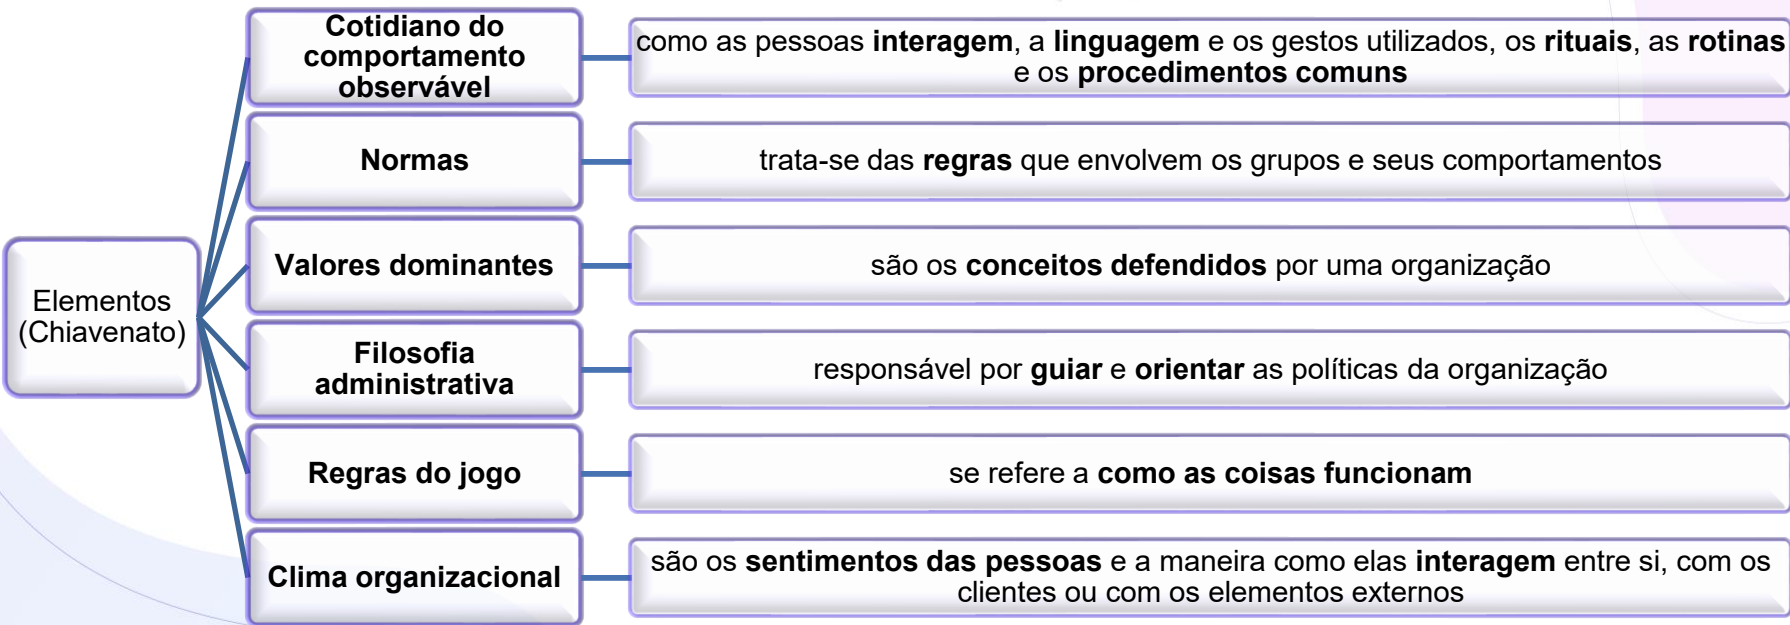 Elementos
(Chiavenato)
Cotidiano do
comportamento
observável
como as pessoas interagem, a linguagem e os gestos utilizados, os rituais, as rotinas
e os procedimentos comuns
Normas
trata-se das regras que envolvem os grupos e seus comportamentos
Valores dominantes
são os conceitos defendidos por uma organização
Filosofia
administrativa
responsável por guiar e orientar as políticas da organização
Regras do jogo
se refere a como as coisas funcionam
Clima organizacional
são os sentimentos das pessoas e a maneira como elas interagem entre si, com os
clientes ou com os elementos externos